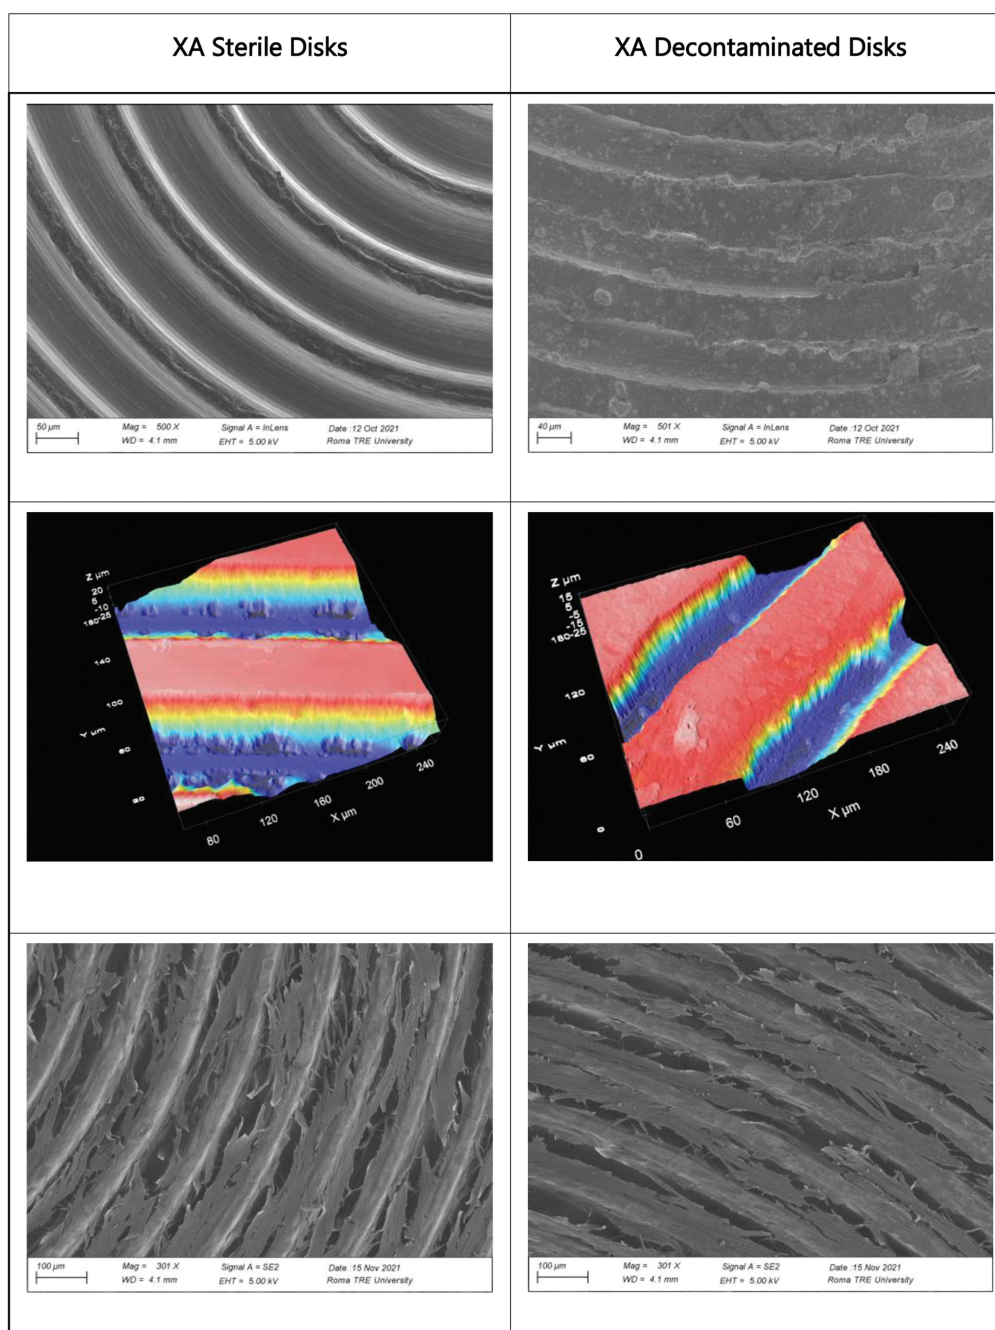 XA Sterile Disks
XA Decontaminated Disks
50 µm
Mag = 500 X
Signal A = InLens
Date :12 Oct 2021
WD = 4.1 mm
EHT = 5.00 kV
Roma TRE University
40 µm
Mag = 501 X
Signal A = InLens
Date :12 Oct 2021
WD = 4.1 mm
EHT = 5.00 kV
Roma TRE University
Z µm
20
5
-10
-25
180
140
100
Y µm
60
20
80
120
160
200
240
X µm
Z µm
15
5
-5
-15
-25
180
120
Y µm
60
0
0
60
120
180
240
X µm
100 µm
Mag = 301 X
Signal A = SE2
Date :15 Nov 2021
WD = 4.1 mm
EHT = 5.00 kV
Roma TRE University
100 µm
Mag = 301 X
Signal A = SE2
Date :15 Nov 2021
WD = 4.1 mm
EHT = 5.00 kV
Roma TRE University